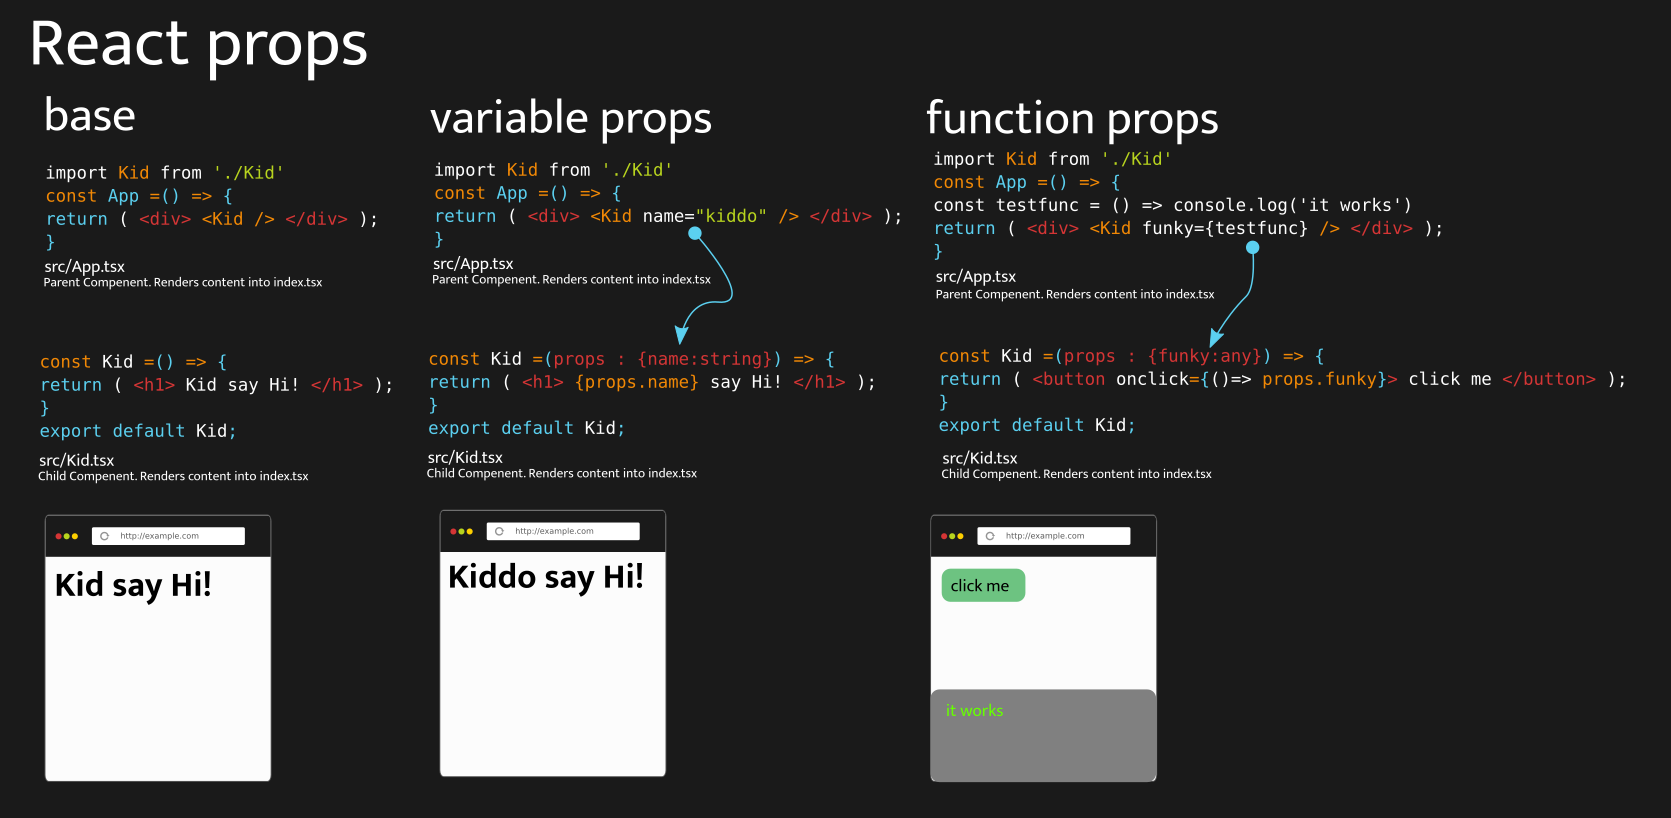 React props
base
import Kid from './Kid'
const App =() => {
return ( <div> <Kid /> </div> );
}
src/App.tsx
Parent Compenent. Renders content into index.tsx
const Kid =() => {
return ( <h1> Kid say Hi! </h1> );
}
export default Kid;
src/Kid.tsx
Child Compenent. Renders content into index.tsx
http://example.com
Kid say Hi!
variable props
import Kid from './Kid'
const App =() => {
return ( <div> <Kid name="kiddo" /> </div> );
}
src/App.tsx
Parent Compenent. Renders content into index.tsx
const Kid =(props : {name:string}) => {
return ( <h1> {props.name} say Hi! </h1> );
}
export default Kid;
src/Kid.tsx
Child Compenent. Renders content into index.tsx
http://example.com
Kiddo say Hi!
function props
import Kid from './Kid'
const App =() => {
const testfunc = () => console.log('it works')
return ( <div> <Kid funky={testfunc} /> </div> );
}
src/App.tsx
Parent Compenent. Renders content into index.tsx
const Kid =(props : {funky:any}) => {
return ( <button onclick={()=> props.funky}> click me </button> );
}
export default Kid;
src/Kid.tsx
Child Compenent. Renders content into index.tsx
http://example.com
click me
it works